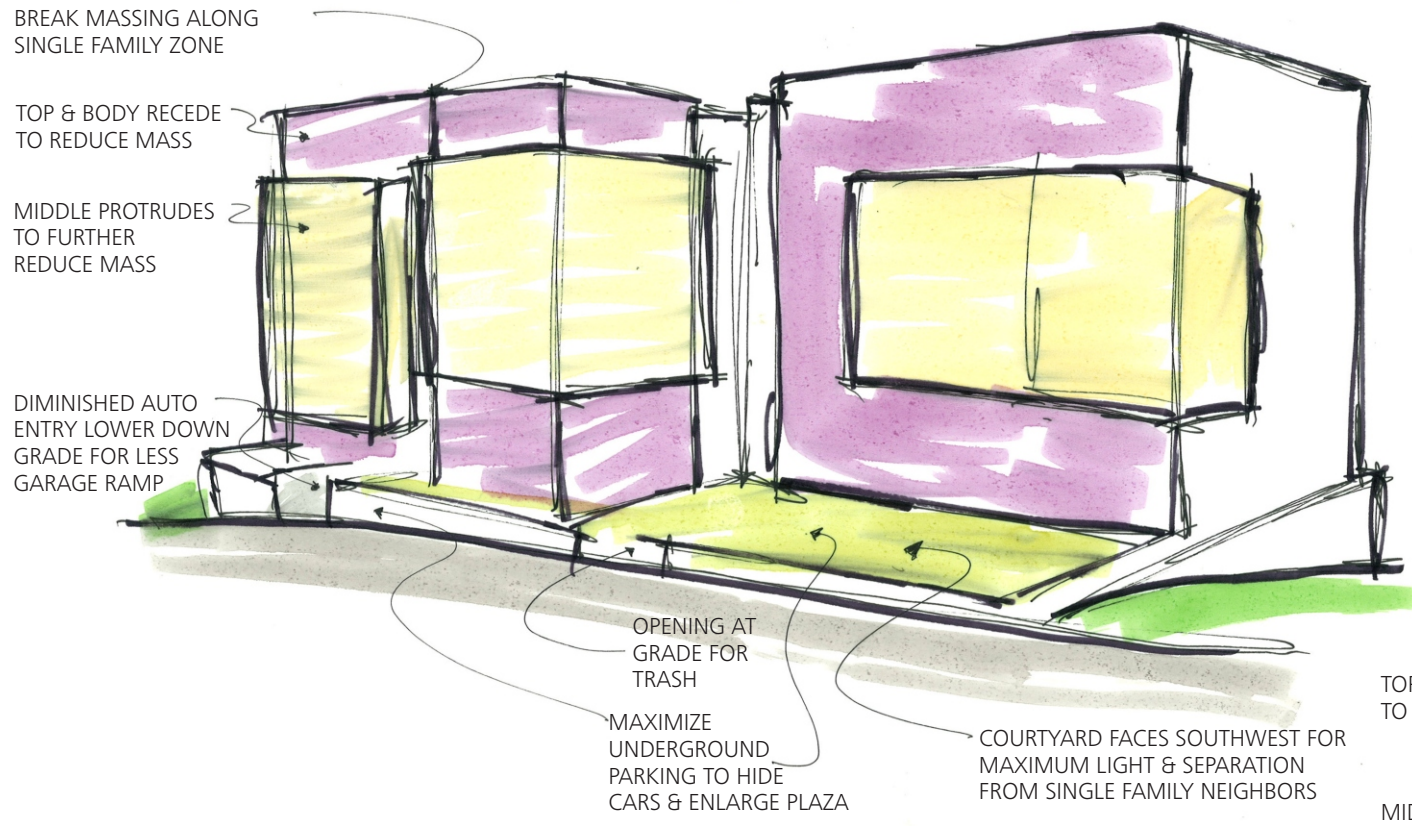 BREAK MASSING ALONG
SINGLE FAMILY ZONE
TOP & BODY RECEDE
TO REDUCE MASS
MIDDLE PROTRUDES
TO FURTHER
REDUCE MASS
DIMINISHED AUTO
ENTRY LOWER DOWN
GRADE FOR LESS
GARAGE RAMP
OPENING AT
GRADE FOR
TRASH
MAXIMIZE
UNDERGROUND
PARKING TO HIDE
CARS & ENLARGE PLAZA
COURTYARD FACES SOUTHWEST FOR
MAXIMUM LIGHT & SEPARATION
FROM SINGLE FAMILY NEIGHBORS
TO